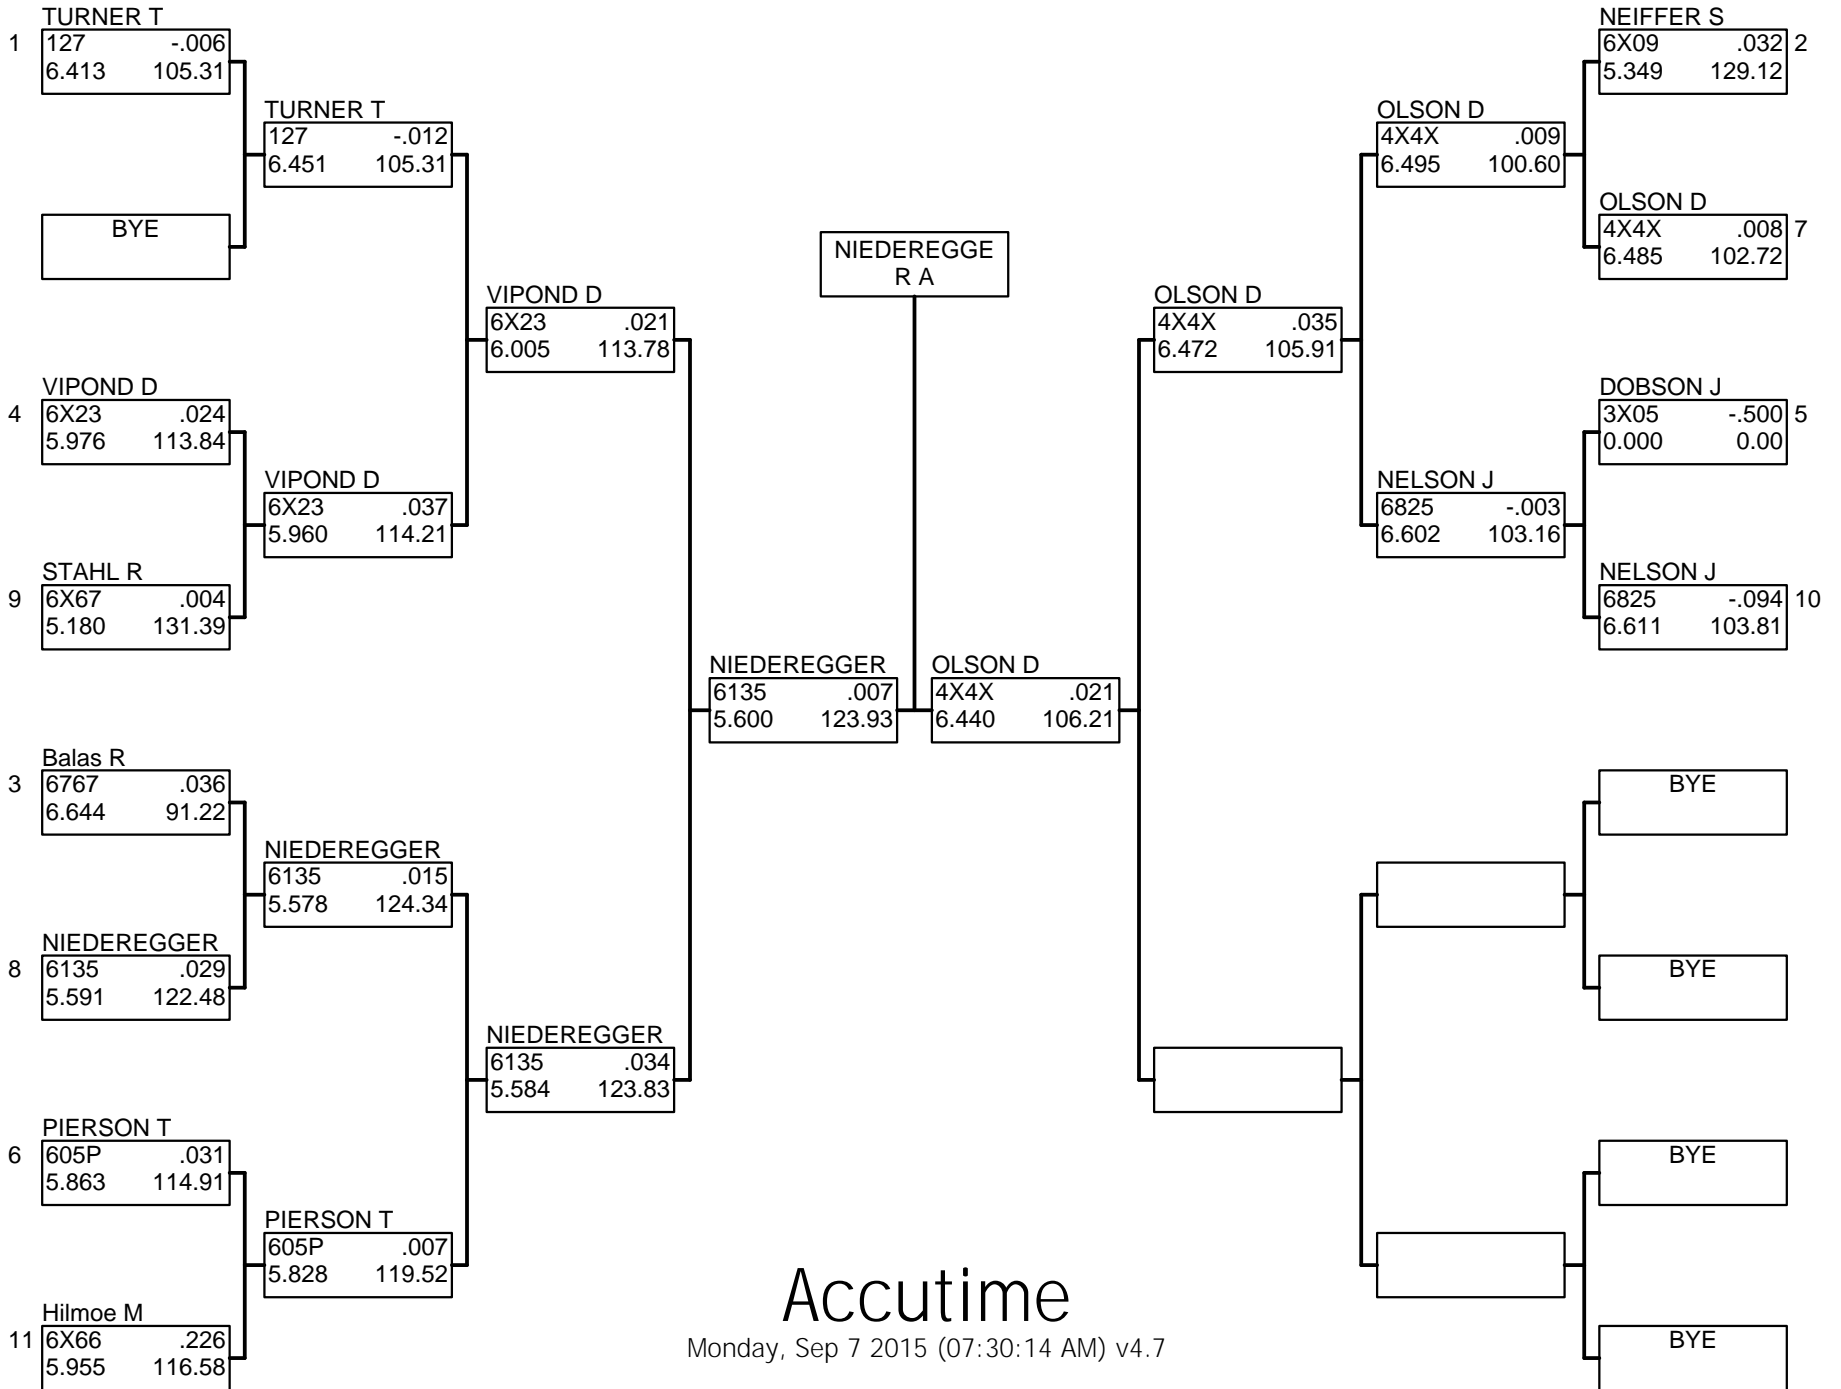 TURNER T
1 127 -.006
6.413 105.31
BYE
VIPOND D
4 6X23 .024
5.976 113.84
STAHL R
9 6X67 .004
5.180 131.39
Balas R
3 6767 .036
6.644 91.22
NIEDEREGGER
8 6135 .029
5.591 122.48
PIERSON T
6 605P .031
5.863 114.91
Hilmoe M
11 6X66 .226
5.955 116.58
TURNER T
127 -.012
6.451 105.31
VIPOND D
6X23 .037
5.960 114.21
NIEDEREGGER
6135 .015
5.578 124.34
PIERSON T
605P .007
5.828 119.52
VIPOND D
6X23 .021
6.005 113.78
NIEDEREGGER
6135 .034
5.584 123.83
NIEDEREGGER
6135 .007
5.600 123.93
NIEDEREGGE
R A
OLSON D
4X4X .021
6.440 106.21
OLSON D
4X4X .035
6.472 105.91
OLSON D
4X4X .009
6.495 100.60
NELSON J
6825 -.003
6.602 103.16
NEIFFER S
6X09 .032 2
5.349 129.12
OLSON D
4X4X .008 7
6.485 102.72
DOBSON J
3X05 -.500 5
0.000 0.00
NELSON J
6825 -.094 10
6.611 103.81
BYE
BYE
BYE
BYE
Accutime
Monday, Sep 7 2015 (07:30:14 AM) v4.7